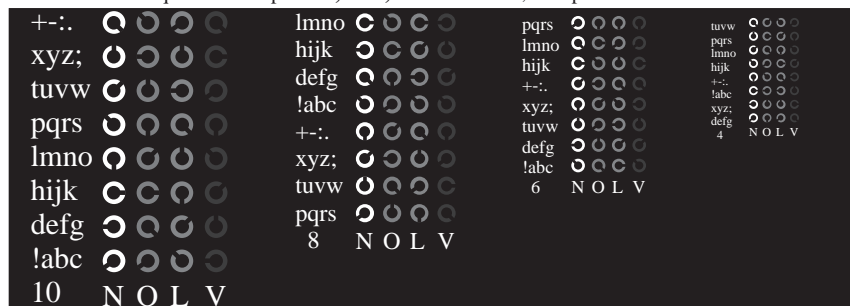 +-:.
xyz;
tuvw
pqrs
lmno
hijk
defg
!abc
10 N O L V
lmno
hijk
defg
!abc
+-:.
xyz;
tuvw
pqrs
8 N O L V
pqrs
lmno
hijk
+-:.
xyz;
tuvw
defg
!abc
6 N O L V
tuvw
pqrs
lmno
hijk
+-:.
!abc
xyz;
defg
4 N O L V